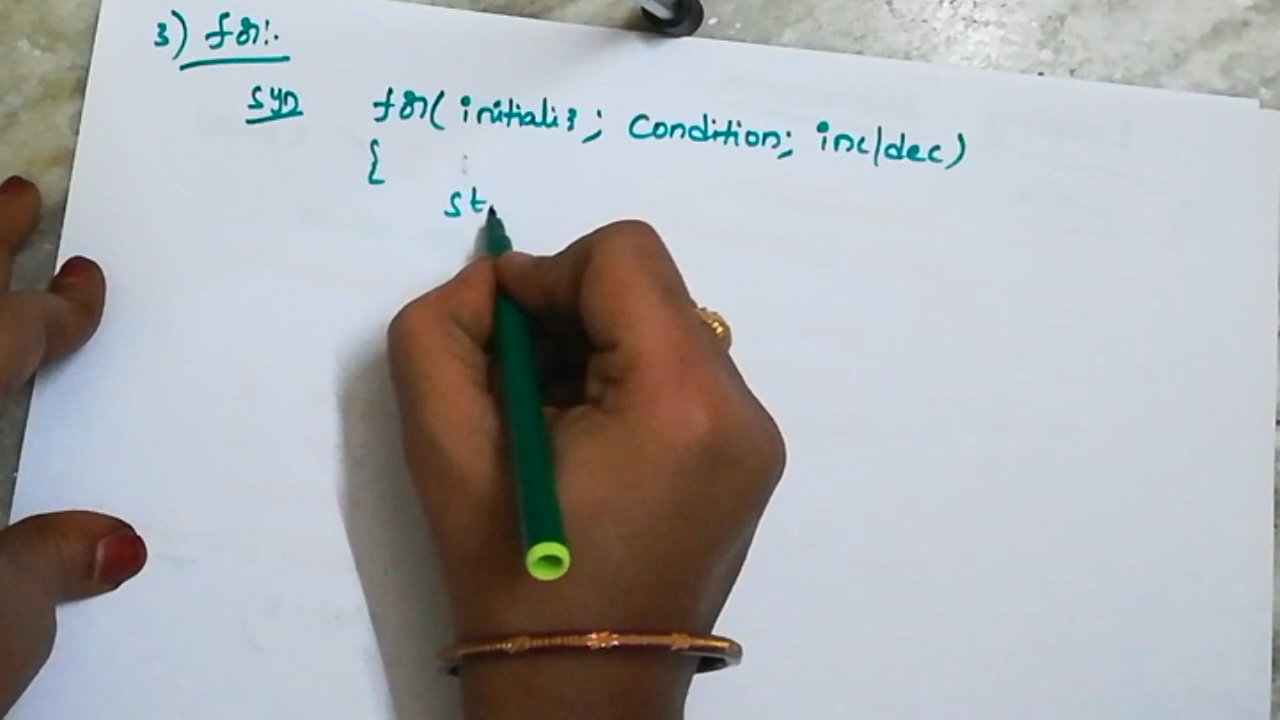 3) for:.
syn for( initializ; condition; inc/dec)
{
st